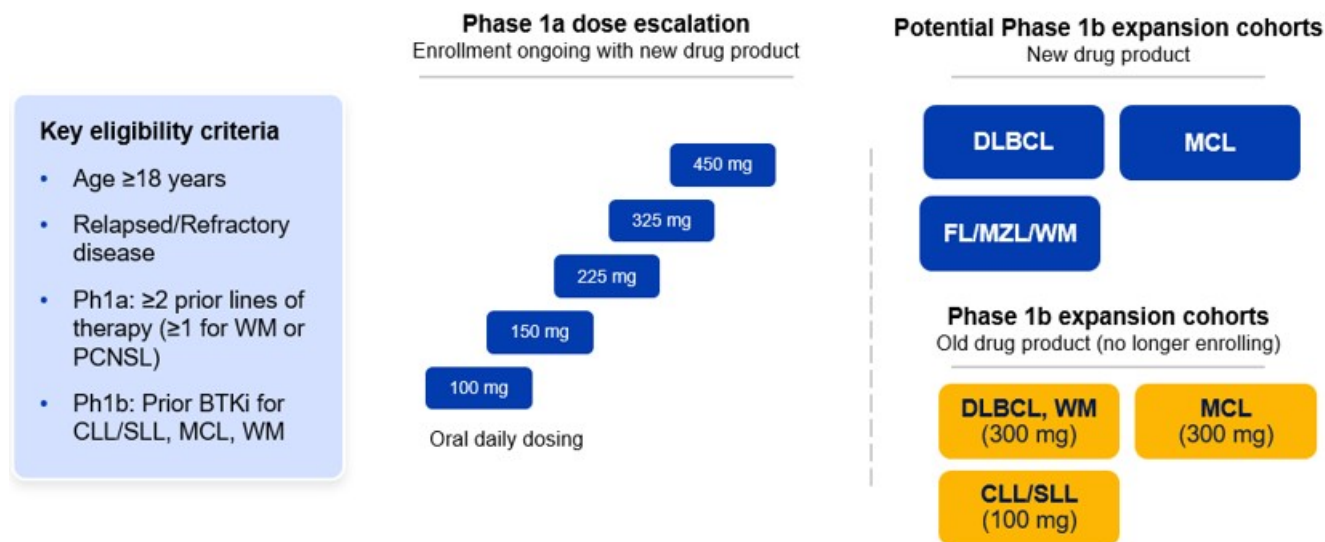 Key eligibility criteria
• Age ≥18 years
• Relapsed/Refractory
disease
• Ph1a: ≥2 prior lines of
therapy (≥1 for WM or
PCNSL)
• Ph1b: Prior BTKi for
CLL/SLL, MCL, WM
Phase 1a dose escalation
Enrollment ongoing with new drug product
450 mg
325 mg
225 mg
150 mg
100 mg
Oral daily dosing
Potential Phase 1b expansion cohorts
New drug product
DLBCL
MCL
FL/MZL/WM
Phase 1b expansion cohorts
Old drug product (no longer enrolling)
DLBCL, WM
(300 mg)
MCL
(300 mg)
CLL/SLL
(100 mg)